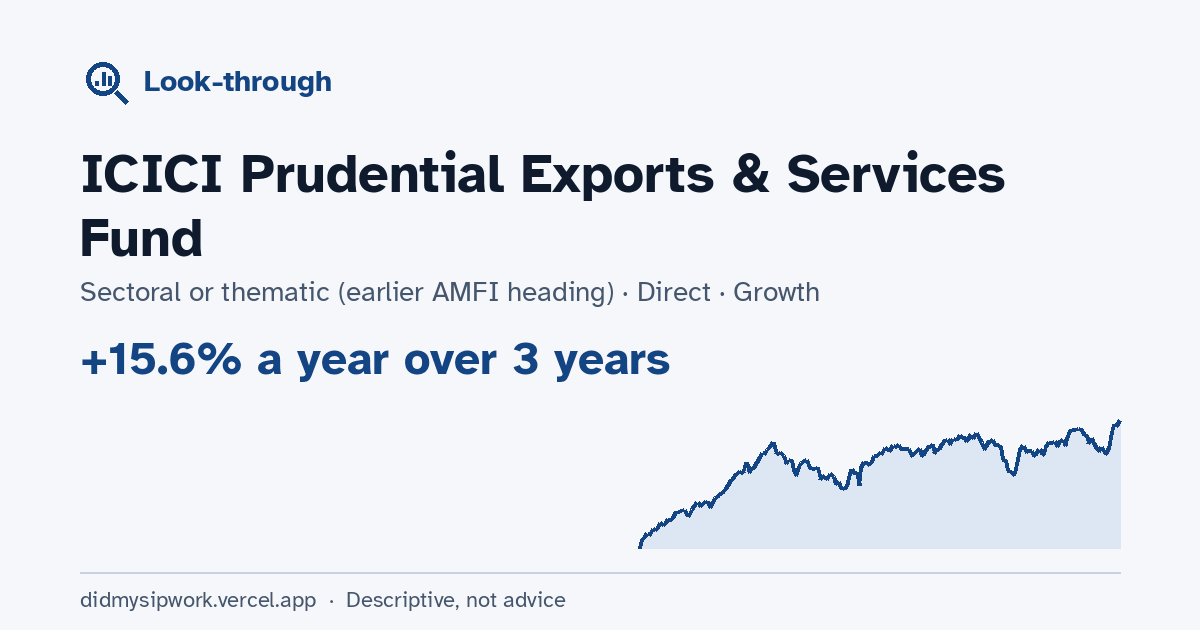 Look-through
ICICI Prudential Exports & Services
Fund
Sectoral or thematic (earlier AMFI heading) · Direct · Growth
+15.6% a year over 3 years
didmysipwork.vercel.app · Descriptive, not advice